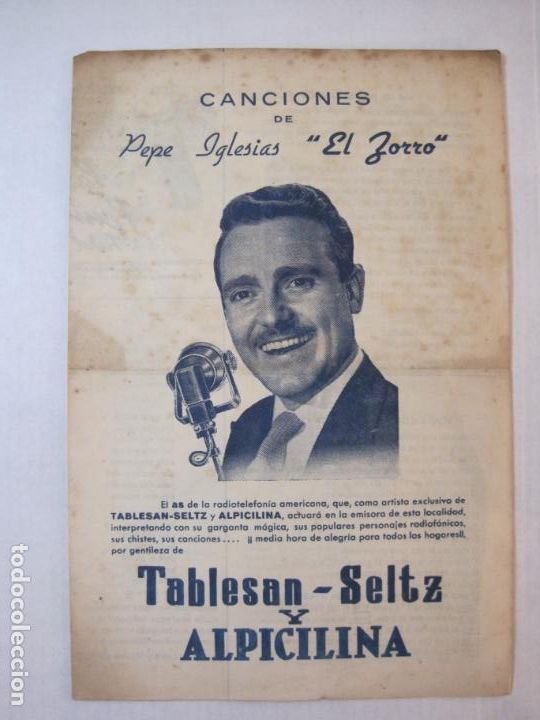 CANCIONES
DE
Pepe Iglesias "El Zorro"
El as de la radiotelefonía americana, que, como artista exclusivo de
TABLESAN-SELTZ y ALPICILINA, actuará en la emisora de esta localidad,
interpretando con su garganta mágica, sus populares personajes radiofónicos,
sus chistes, sus canciones.... ¡¡ media hora de alegría para todos los hogares!!,
por gentileza de
Tablesan-Seltz
Y
ALPICILINA
todocoleccion.net